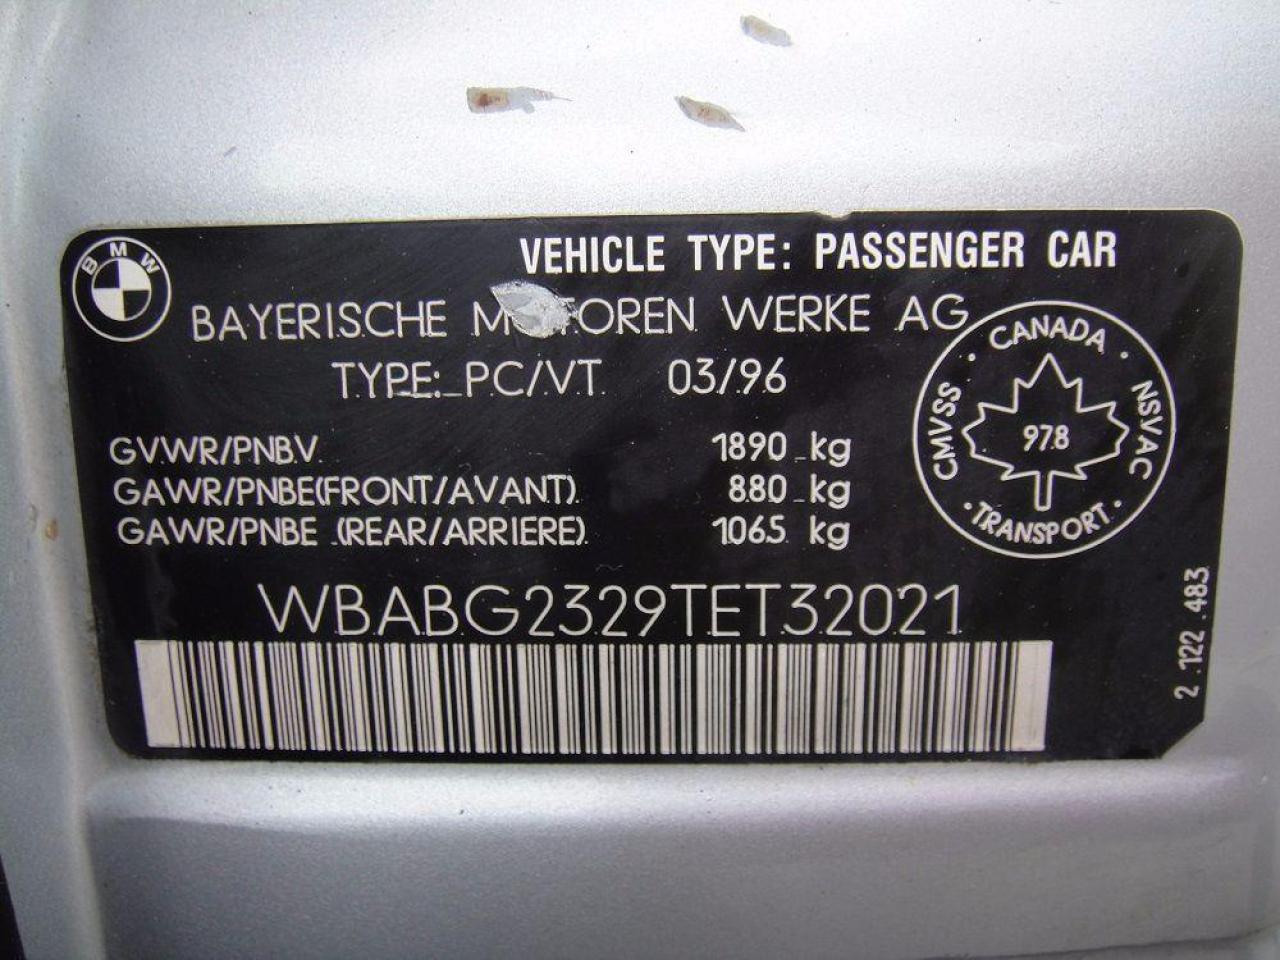 BMW
VEHICLE TYPE: PASSENGER CAR
BAYERISCHE MOTOREN WERKE AG
TYPE: PC/VT 03/96
GVWR/PNBV 1890 kg
GAWR/PNBE(FRONT/AVANT) 880 kg
GAWR/PNBE (REAR/ARRIERE) 1065 kg
CANADA
CMVSS
NSVAC
978
TRANSPORT
WBABG2329TET32021
2 122 483